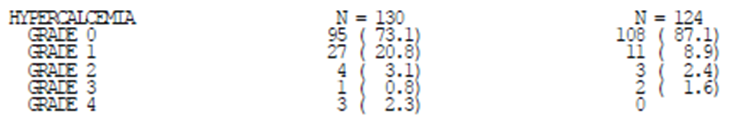 HYPERCALCEMIA N = 130 N = 124
GRADE 0 95 ( 73.1) 108 ( 87.1)
GRADE 1 27 ( 20.8) 11 ( 8.9)
GRADE 2 4 ( 3.1) 3 ( 2.4)
GRADE 3 1 ( 0.8) 2 ( 1.6)
GRADE 4 3 ( 2.3) 0